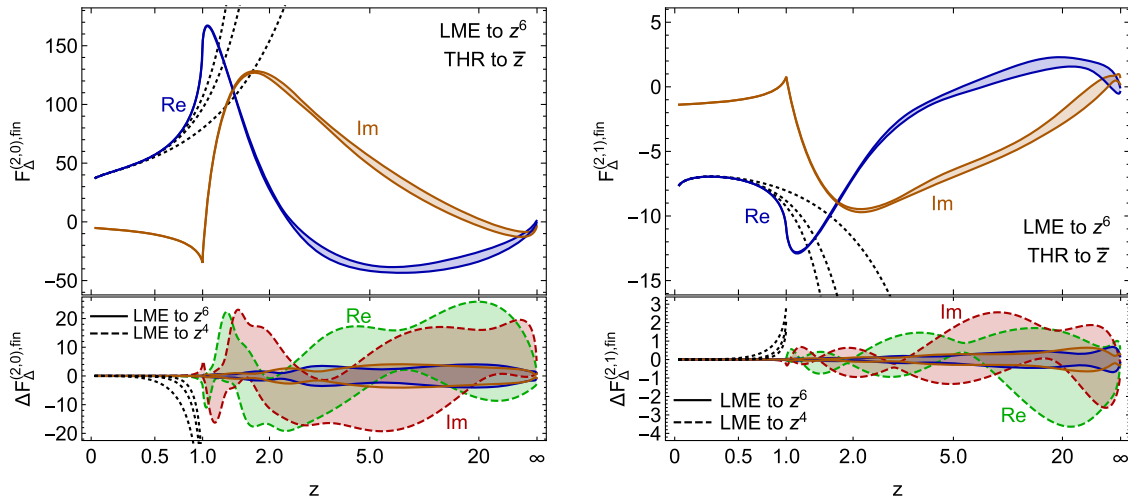 LME to z^6
THR to z̄
Re
Im
F_Δ^(2,0),fin
150
100
50
0
−50
LME to z^6
LME to z^4
Re
Im
ΔF_Δ^(2,0),fin
20
10
0
−10
−20
0 0.5 1.0 2.0 5.0 20 ∞
z
Im
Re
LME to z^6
THR to z̄
F_Δ^(2,1),fin
5
0
−5
−10
−15
Im
Re
LME to z^6
LME to z^4
ΔF_Δ^(2,1),fin
3
2
1
0
−1
−2
−3
−4
0 0.5 1.0 2.0 5.0 20 ∞
z